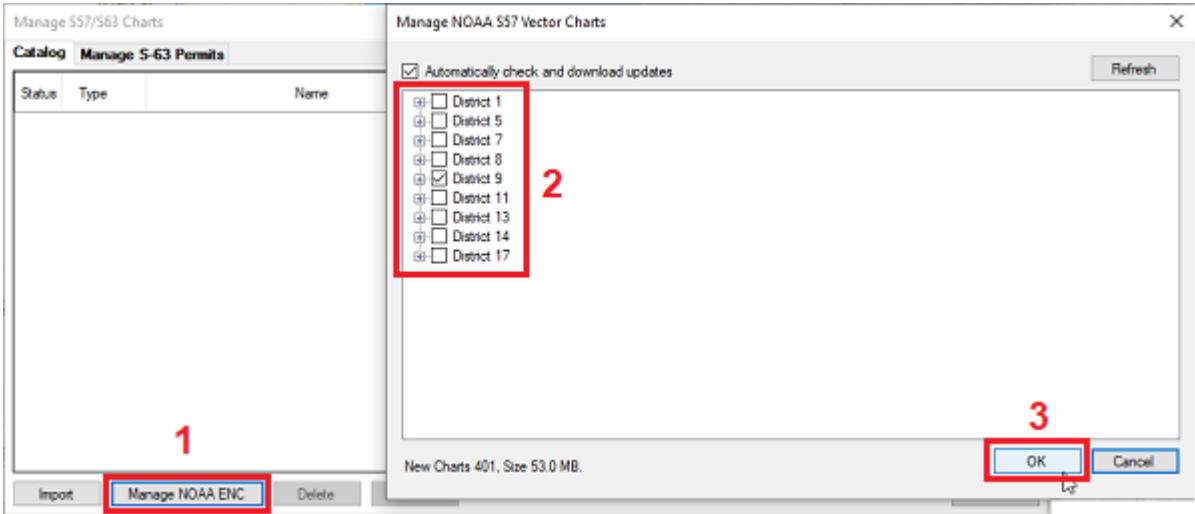 Manage S57/S63 Charts
Catalog Manage S-63 Permits
Status Type Name
1
Import Manage NOAA ENC Delete
Manage NOAA S57 Vector Charts
Automatically check and download updates Refresh
District 1
District 5
District 7
District 8
District 9
District 11
District 13
District 14
District 17
2
3
New Charts 401, Size 53.0 MB. OK Cancel